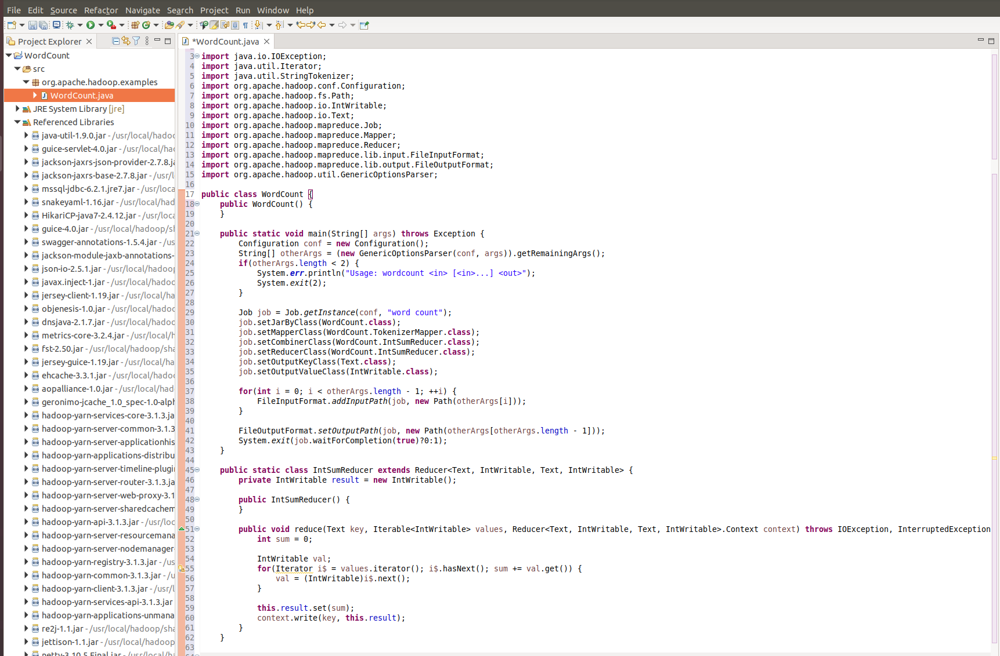 File Edit Source Refactor Navigate Search Project Run Window Help
Project Explorer
WordCount
src
org.apache.hadoop.examples
WordCount.java
JRE System Library [jre]
Referenced Libraries
java-util-1.9.0.jar - /usr/local/hadoo
guice-servlet-4.0.jar - /usr/local/ha
jackson-jaxrs-json-provider-2.7.8.ja
jackson-jaxrs-base-2.7.8.jar - /usr/l
mssql-jdbc-6.2.1.jre7.jar - /usr/loca
snakeyaml-1.16.jar - /usr/local/had
HikariCP-java7-2.4.12.jar - /usr/loca
guice-4.0.jar - /usr/local/hadoop/sh
swagger-annotations-1.5.4.jar - /us
jackson-module-jaxb-annotations-
json-io-2.5.1.jar - /usr/local/hadoop
javax.inject-1.jar - /usr/local/hadoo
jersey-client-1.19.jar - /usr/local/ha
objenesis-1.0.jar - /usr/local/hadoo
dnsjava-2.1.7.jar - /usr/local/hadoo
metrics-core-3.2.4.jar - /usr/local/h
fst-2.50.jar - /usr/local/hadoop/sha
jersey-guice-1.19.jar - /usr/local/ha
ehcache-3.3.1.jar - /usr/local/hadoo
aopalliance-1.0.jar - /usr/local/had
geronimo-jcache_1.0_spec-1.0-alph
hadoop-yarn-services-core-3.1.3.ja
hadoop-yarn-server-common-3.1.3
hadoop-yarn-server-applicationhis
hadoop-yarn-applications-distribu
hadoop-yarn-server-timeline-plugi
hadoop-yarn-server-router-3.1.3.ja
hadoop-yarn-server-web-proxy-3.1
hadoop-yarn-server-sharedcachem
hadoop-yarn-api-3.1.3.jar - /usr/loc
hadoop-yarn-server-resourcemana
hadoop-yarn-server-nodemanager-
hadoop-yarn-registry-3.1.3.jar - /us
hadoop-yarn-common-3.1.3.jar - /u
hadoop-yarn-client-3.1.3.jar - /usr/l
hadoop-yarn-services-api-3.1.3.jar
hadoop-yarn-applications-unmana
re2j-1.1.jar - /usr/local/hadoop/sha
jettison-1.1.jar - /usr/local/hadoop
netty-3.10.5.Final.jar - /usr/local/ha
*WordCount.java
3 import java.io.IOException;
4 import java.util.Iterator;
5 import java.util.StringTokenizer;
6 import org.apache.hadoop.conf.Configuration;
7 import org.apache.hadoop.fs.Path;
8 import org.apache.hadoop.io.IntWritable;
9 import org.apache.hadoop.io.Text;
10 import org.apache.hadoop.mapreduce.Job;
11 import org.apache.hadoop.mapreduce.Mapper;
12 import org.apache.hadoop.mapreduce.Reducer;
13 import org.apache.hadoop.mapreduce.lib.input.FileInputFormat;
14 import org.apache.hadoop.mapreduce.lib.output.FileOutputFormat;
15 import org.apache.hadoop.util.GenericOptionsParser;
16
17 public class WordCount {
18 public WordCount() {
19 }
20
21 public static void main(String[] args) throws Exception {
22 Configuration conf = new Configuration();
23 String[] otherArgs = (new GenericOptionsParser(conf, args)).getRemainingArgs();
24 if(otherArgs.length < 2) {
25 System.err.println("Usage: wordcount <in> [<in>...] <out>");
26 System.exit(2);
27 }
28
29 Job job = Job.getInstance(conf, "word count");
30 job.setJarByClass(WordCount.class);
31 job.setMapperClass(WordCount.TokenizerMapper.class);
32 job.setCombinerClass(WordCount.IntSumReducer.class);
33 job.setReducerClass(WordCount.IntSumReducer.class);
34 job.setOutputKeyClass(Text.class);
35 job.setOutputValueClass(IntWritable.class);
36
37 for(int i = 0; i < otherArgs.length - 1; ++i) {
38 FileInputFormat.addInputPath(job, new Path(otherArgs[i]));
39 }
40
41 FileOutputFormat.setOutputPath(job, new Path(otherArgs[otherArgs.length - 1]));
42 System.exit(job.waitForCompletion(true)?0:1);
43 }
44
45 public static class IntSumReducer extends Reducer<Text, IntWritable, Text, IntWritable> {
46 private IntWritable result = new IntWritable();
47
48 public IntSumReducer() {
49 }
50
51 public void reduce(Text key, Iterable<IntWritable> values, Reducer<Text, IntWritable, Text, IntWritable>.Context context) throws IOException, InterruptedException
52 int sum = 0;
53
54 IntWritable val;
55 for(Iterator i$ = values.iterator(); i$.hasNext(); sum += val.get()) {
56 val = (IntWritable)i$.next();
57 }
58
59 this.result.set(sum);
60 context.write(key, this.result);
61 }
62 }
63